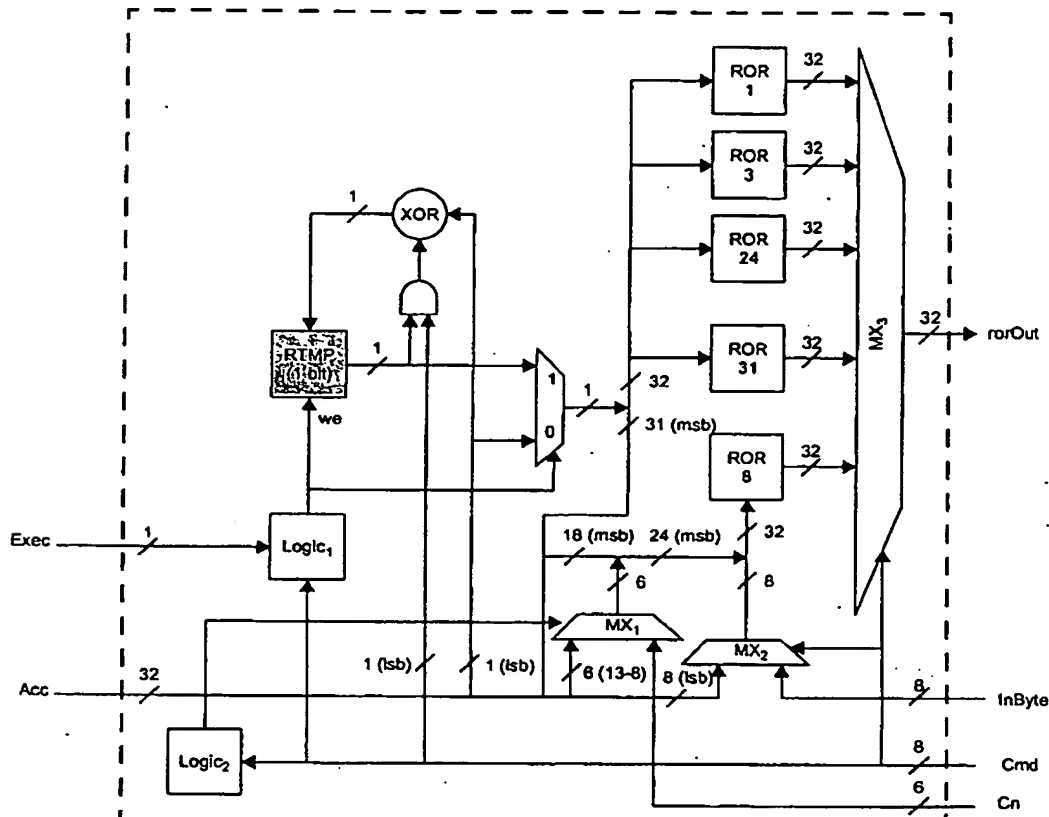 32
ROR
1
32
ROR
3
1
XOR
32
ROR
24
RTMP
(1-bit)
1
we
1
0
1
32
31 (msb)
32
ROR
31
MX3
32
rorOut
32
ROR
8
Exec
1
Logic1
18 (msb)
24 (msb)
32
6
8
MX1
MX2
1 (lsb)
1 (lsb)
6 (13-8)
8 (lsb)
Acc
32
8
InByte
Logic2
8
Cmd
6
Cn